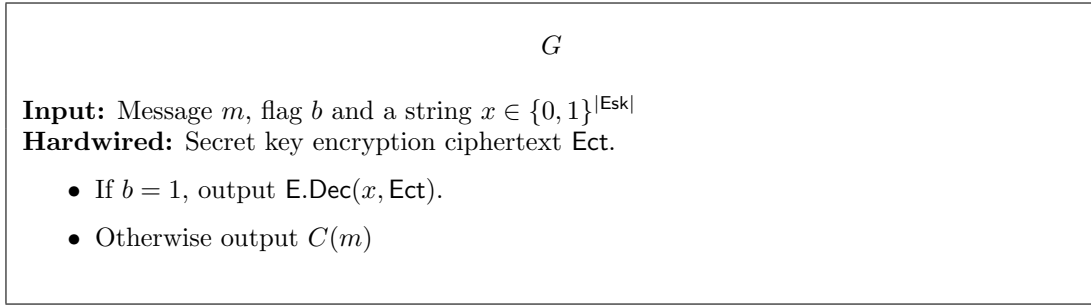 G
Input: Message m, flag b and a string x ∈ {0, 1}^|Esk|
Hardwired: Secret key encryption ciphertext Ect.
• If b = 1, output E.Dec(x, Ect).
• Otherwise output C(m)